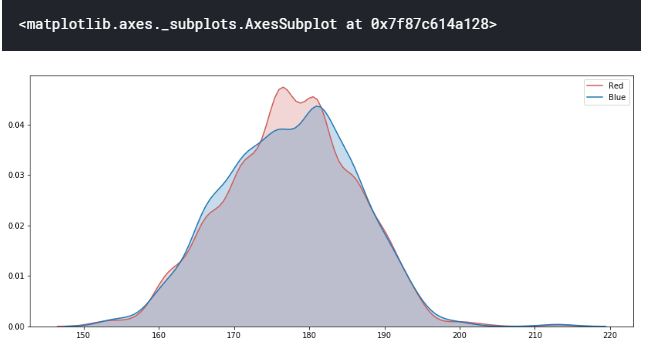 <matplotlib.axes._subplots.AxesSubplot at 0x7f87c614a128>
Red
Blue
0.04
0.03
0.02
0.01
0.00
150 160 170 180 190 200 210 220